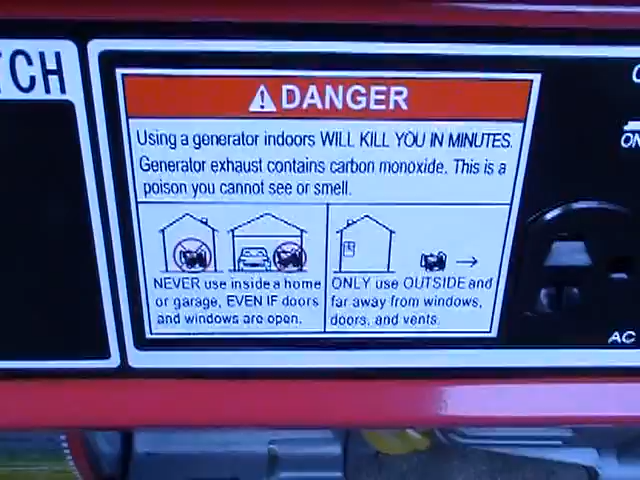 TCH
DANGER
Using a generator indoors WILL KILL YOU IN MINUTES.
Generator exhaust contains carbon monoxide. This is a
poison you cannot see or smell.
NEVER use inside a home
or garage, EVEN IF doors
and windows are open.
ONLY use OUTSIDE and
far away from windows,
doors, and vents.
ON
AC